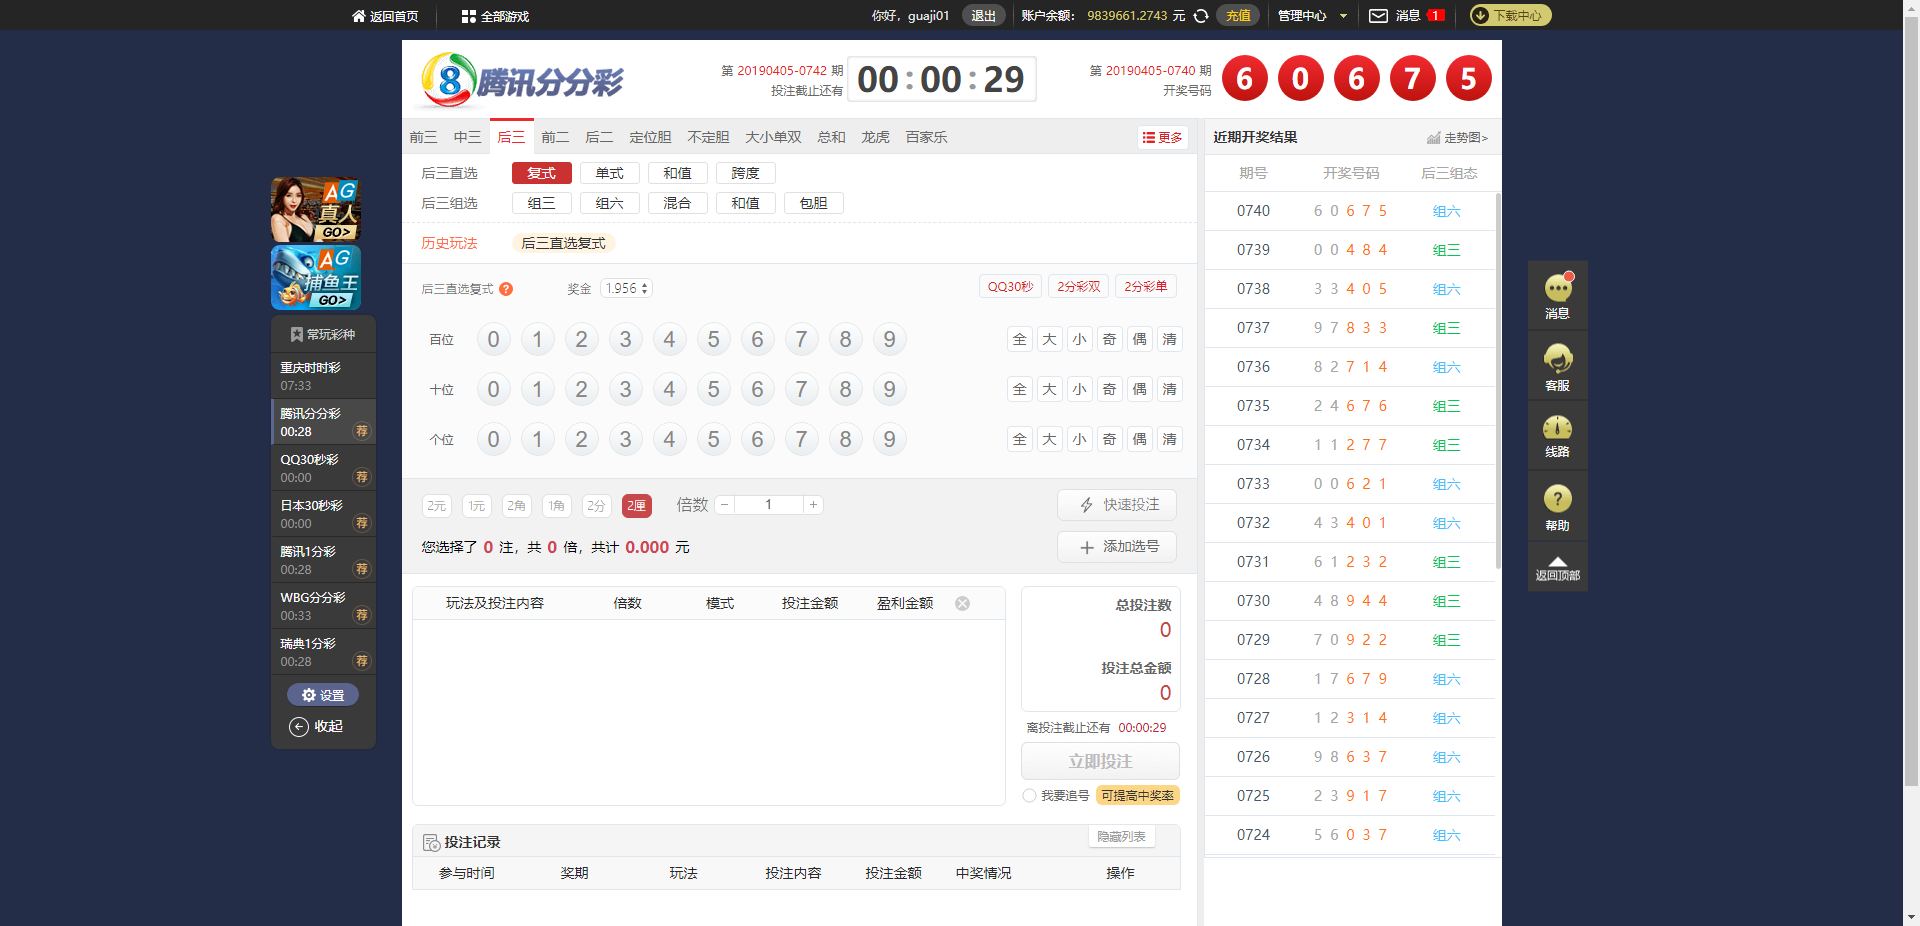 返回首页 全部游戏 你好，guaji01 退出 账户余额： 9839661.2743 元 充值 管理中心 消息 1 下载中心
8 腾讯分分彩
第 20190405-0742 期
投注截止还有
00:00:29
第 20190405-0740 期
开奖号码
6 0 6 7 5
前三 中三 后三 前二 后二 定位胆 不定胆 大小单双 总和 龙虎 百家乐 更多
后三直选 复式 单式 和值 跨度
后三组选 组三 组六 混合 和值 包胆
历史玩法 后三直选复式
后三直选复式 ? 奖金 1.956 QQ30秒 2分彩双 2分彩单
百位 0 1 2 3 4 5 6 7 8 9 全 大 小 奇 偶 清
十位 0 1 2 3 4 5 6 7 8 9 全 大 小 奇 偶 清
个位 0 1 2 3 4 5 6 7 8 9 全 大 小 奇 偶 清
2元 1元 2角 1角 2分 2厘 倍数 − 1 + 快速投注
您选择了 0 注，共 0 倍，共计 0.000 元 添加选号
玩法及投注内容 倍数 模式 投注金额 盈利金额
总投注数
0
投注总金额
0
离投注截止还有 00:00:29
立即投注
我要追号 可提高中奖率
投注记录 隐藏列表
参与时间 奖期 玩法 投注内容 投注金额 中奖情况 操作
近期开奖结果 走势图>
期号 开奖号码 后三组态
0740 6 0 6 7 5 组六
0739 0 0 4 8 4 组三
0738 3 3 4 0 5 组六
0737 9 7 8 3 3 组三
0736 8 2 7 1 4 组六
0735 2 4 6 7 6 组三
0734 1 1 2 7 7 组三
0733 0 0 6 2 1 组六
0732 4 3 4 0 1 组六
0731 6 1 2 3 2 组三
0730 4 8 9 4 4 组三
0729 7 0 9 2 2 组三
0728 1 7 6 7 9 组六
0727 1 2 3 1 4 组六
0726 9 8 6 3 7 组六
0725 2 3 9 1 7 组六
0724 5 6 0 3 7 组六
AG
真人
GO>
AG
捕鱼王
GO>
常玩彩种
重庆时时彩
07:33
腾讯分分彩
00:28 荐
QQ30秒彩
00:00 荐
日本30秒彩
00:00 荐
腾讯1分彩
00:28 荐
WBG分分彩
00:33 荐
瑞典1分彩
00:28 荐
设置
收起
消息
客服
线路
?
帮助
返回顶部